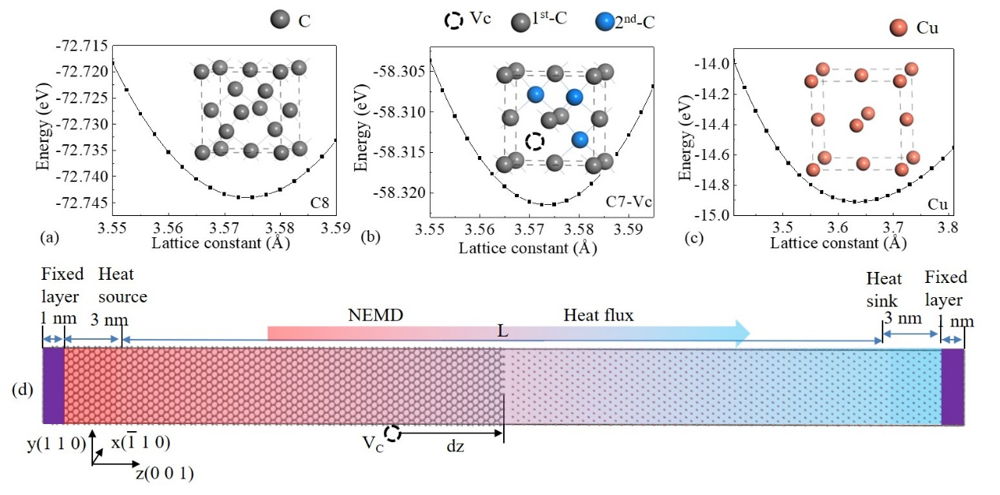 C
Vc
1st-C
2nd-C
Cu
-72.715
-72.720
-72.725
-72.730
-72.735
-72.740
-72.745
Energy (eV)
C8
3.55
3.56
3.57
3.58
3.59
(a)
Lattice constant (Å)
-58.305
-58.310
-58.315
-58.320
Energy (eV)
C7-Vc
3.55
3.56
3.57
3.58
3.59
(b)
Lattice constant (Å)
-14.0
-14.2
-14.4
-14.6
-14.8
-15.0
Energy (eV)
Cu
3.5
3.6
3.7
3.8
(c)
Lattice constant (Å)
Fixed
layer
1 nm
Heat
source
3 nm
NEMD
Heat flux
L
Heat
sink
3 nm
Fixed
layer
1 nm
(d)
VC
dz
y(1 1 0)
x(1̅ 1 0)
z(0 0 1)